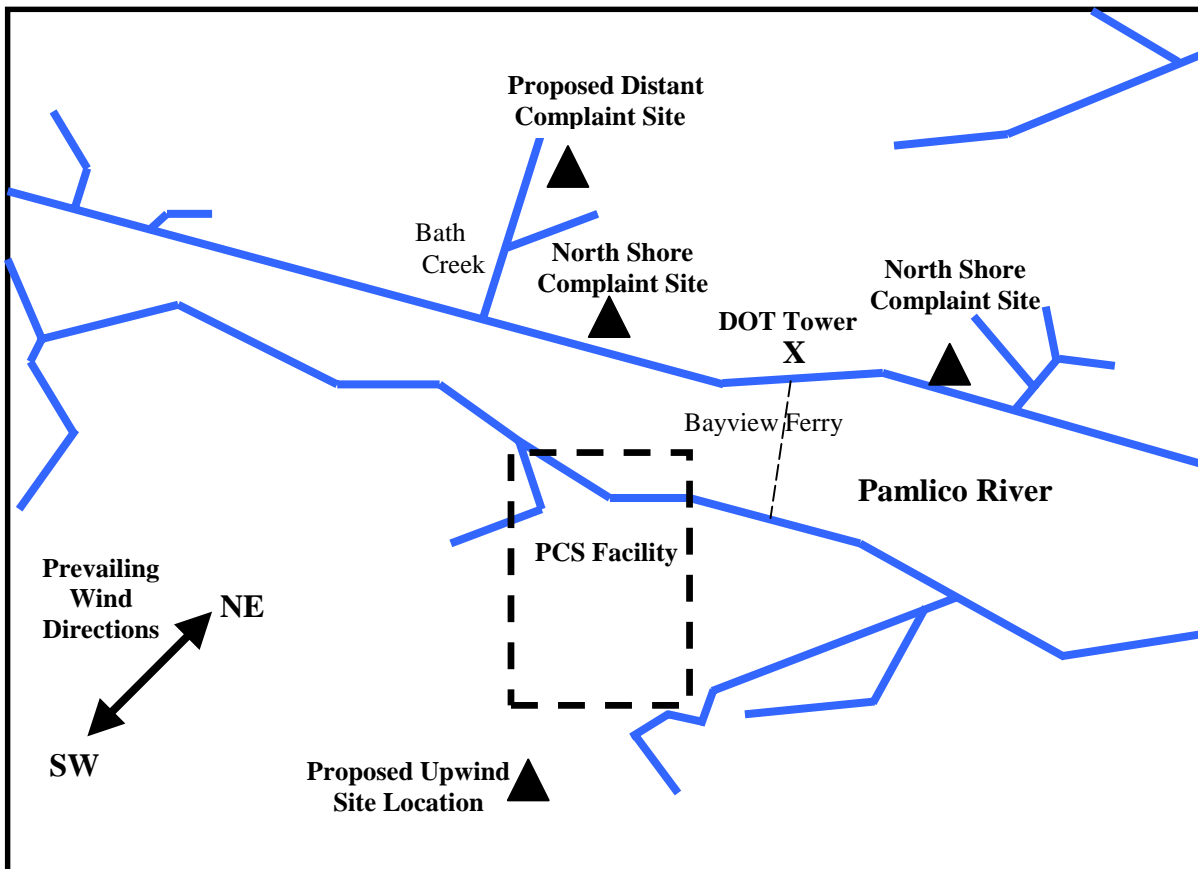 Proposed Distant
Complaint Site
Bath
Creek
North Shore
Complaint Site
North Shore
Complaint Site
DOT Tower
X
Bayview Ferry
Pamlico River
PCS Facility
Prevailing
Wind
Directions
NE
SW
Proposed Upwind
Site Location